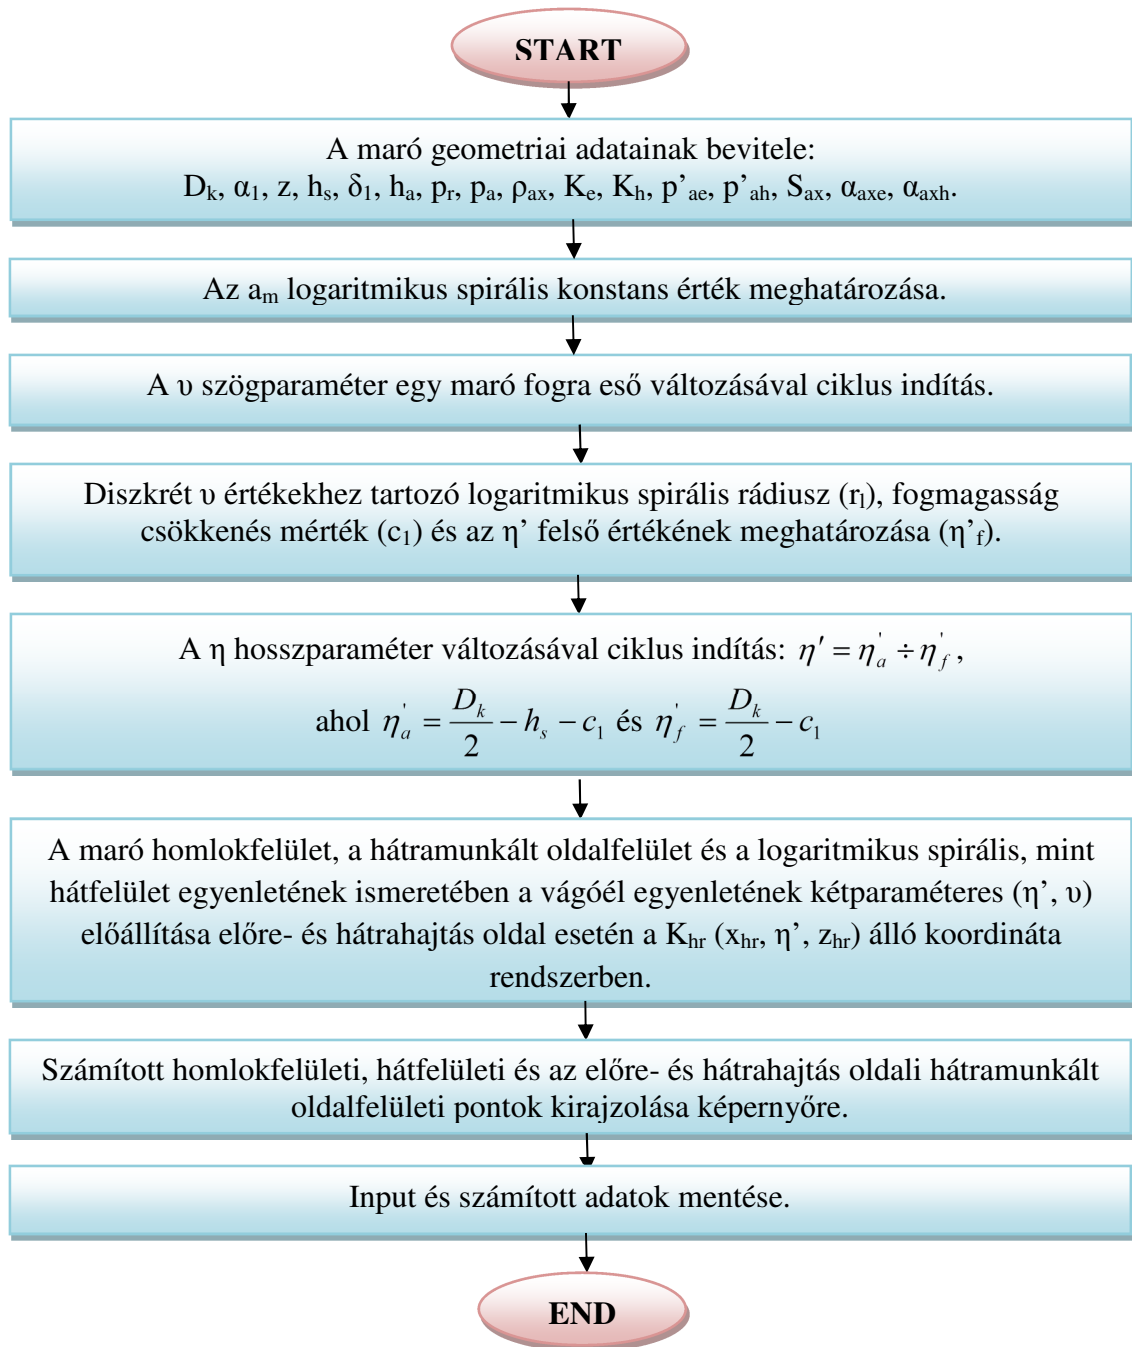 START
A maró geometriai adatainak bevitele:
Dₖ, α₁, z, hₛ, δ₁, hₐ, pᵣ, pₐ, ρₐₓ, Kₑ, Kₕ, p’ₐₑ, p’ₐₕ, Sₐₓ, αₐₓₑ, αₐₓₕ.
Az aₘ logaritmikus spirális konstans érték meghatározása.
A υ szögparaméter egy maró fogra eső változásával ciklus indítás.
Diszkrét υ értékekhez tartozó logaritmikus spirális rádiusz (rₗ), fogmagasság
csökkenés mérték (c₁) és az η’ felső értékének meghatározása (η’_f).
A η hosszparaméter változásával ciklus indítás: η′ = η'ₐ ÷ η'_f ,
ahol η'ₐ = Dₖ/2 − hₛ − c₁ és η'_f = Dₖ/2 − c₁
A maró homlokfelület, a hátramunkált oldalfelület és a logaritmikus spirális, mint
hátfelület egyenletének ismeretében a vágóél egyenletének kétparaméteres (η’, υ)
előállítása előre- és hátrahajtás oldal esetén a Kₕᵣ (xₕᵣ, η’, zₕᵣ) álló koordináta
rendszerben.
Számított homlokfelületi, hátfelületi és az előre- és hátrahajtás oldali hátramunkált
oldalfelületi pontok kirajzolása képernyőre.
Input és számított adatok mentése.
END